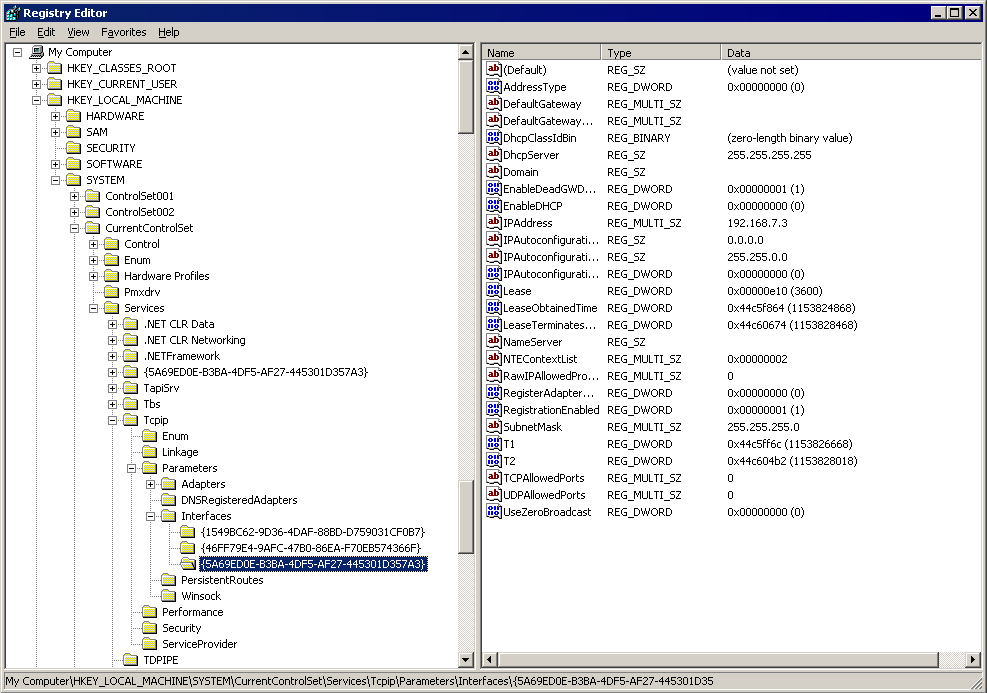 Registry Editor
File Edit View Favorites Help
My Computer
HKEY_CLASSES_ROOT
HKEY_CURRENT_USER
HKEY_LOCAL_MACHINE
HARDWARE
SAM
SECURITY
SOFTWARE
SYSTEM
ControlSet001
ControlSet002
CurrentControlSet
Control
Enum
Hardware Profiles
Pmxdrv
Services
.NET CLR Data
.NET CLR Networking
.NETFramework
{5A69ED0E-B3BA-4DF5-AF27-445301D357A3}
TapiSrv
Tbs
Tcpip
Enum
Linkage
Parameters
Adapters
DNSRegisteredAdapters
Interfaces
{1549BC62-9D36-4DAF-88BD-D759031CF0B7}
{46FF79E4-9AFC-47B0-86EA-F70EB574366F}
{5A69ED0E-B3BA-4DF5-AF27-445301D357A3}
PersistentRoutes
Winsock
Performance
Security
ServiceProvider
TDPIPE
Name Type Data
(Default) REG_SZ (value not set)
AddressType REG_DWORD 0x00000000 (0)
DefaultGateway REG_MULTI_SZ
DefaultGateway... REG_MULTI_SZ
DhcpClassIdBin REG_BINARY (zero-length binary value)
DhcpServer REG_SZ 255.255.255.255
Domain REG_SZ
EnableDeadGWD... REG_DWORD 0x00000001 (1)
EnableDHCP REG_DWORD 0x00000000 (0)
IPAddress REG_MULTI_SZ 192.168.7.3
IPAutoconfigurati... REG_SZ 0.0.0.0
IPAutoconfigurati... REG_SZ 255.255.0.0
IPAutoconfigurati... REG_DWORD 0x00000000 (0)
Lease REG_DWORD 0x00000e10 (3600)
LeaseObtainedTime REG_DWORD 0x44c5f864 (1153824868)
LeaseTerminates... REG_DWORD 0x44c60674 (1153828468)
NameServer REG_SZ
NTEContextList REG_MULTI_SZ 0x00000002
RawIPAllowedPro... REG_MULTI_SZ 0
RegisterAdapter... REG_DWORD 0x00000000 (0)
RegistrationEnabled REG_DWORD 0x00000001 (1)
SubnetMask REG_MULTI_SZ 255.255.255.0
T1 REG_DWORD 0x44c5ff6c (1153826668)
T2 REG_DWORD 0x44c604b2 (1153828018)
TCPAllowedPorts REG_MULTI_SZ 0
UDPAllowedPorts REG_MULTI_SZ 0
UseZeroBroadcast REG_DWORD 0x00000000 (0)
My Computer\HKEY_LOCAL_MACHINE\SYSTEM\CurrentControlSet\Services\Tcpip\Parameters\Interfaces\{5A69ED0E-B3BA-4DF5-AF27-445301D35